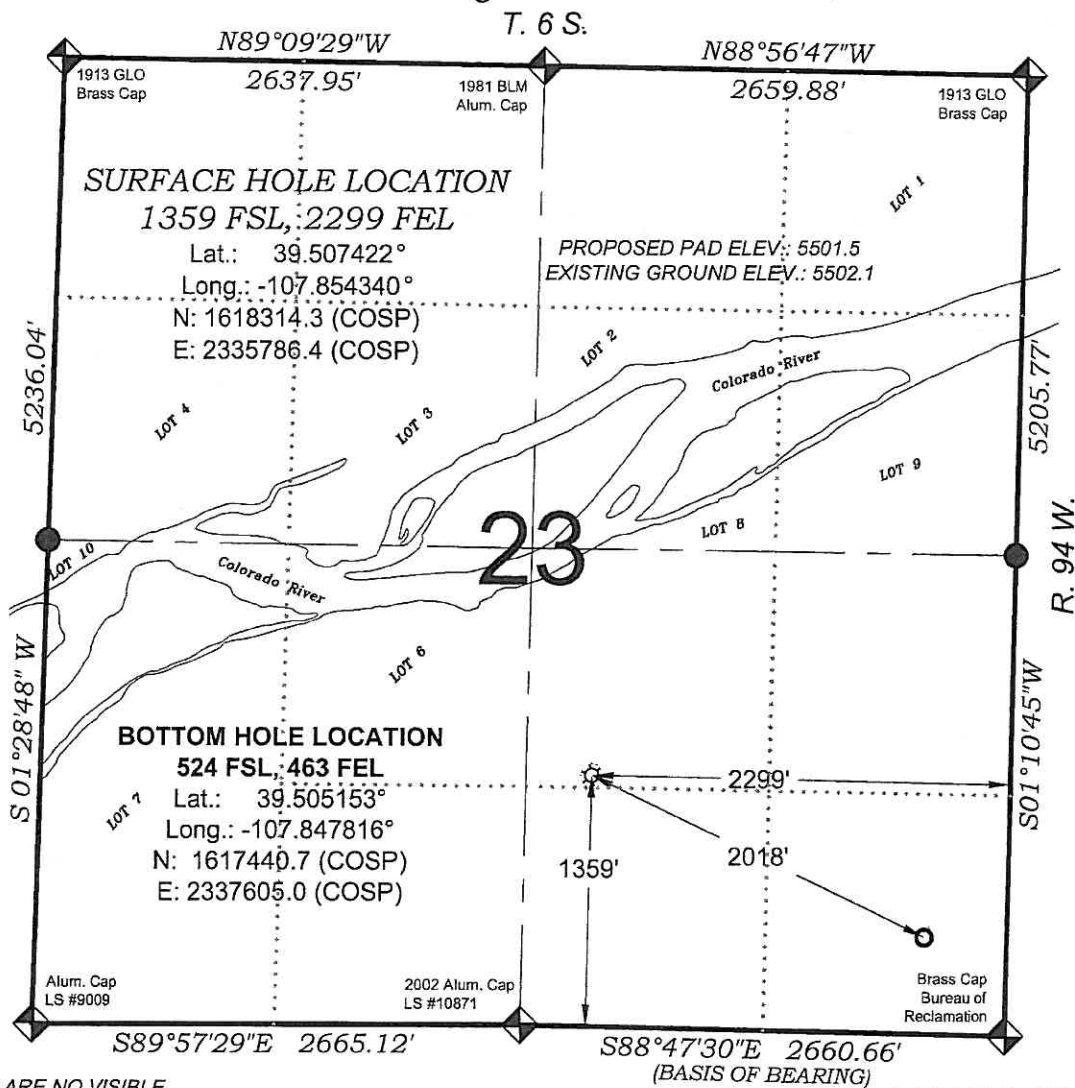 T. 6 S.
N89°09'29"W
2637.95'
N88°56'47"W
2659.88'
1913 GLO
Brass Cap
1981 BLM
Alum. Cap
1913 GLO
Brass Cap
SURFACE HOLE LOCATION
1359 FSL, 2299 FEL
Lat.: 39.507422°
Long.: -107.854340°
N: 1618314.3 (COSP)
E: 2335786.4 (COSP)
PROPOSED PAD ELEV.: 5501.5
EXISTING GROUND ELEV.: 5502.1
LOT 1
LOT 2
Colorado River
LOT 3
LOT 4
5236.04'
5205.77'
LOT 9
LOT 8
23
LOT 10
Colorado River
R. 94 W.
LOT 6
S 01°28'48" W
S01°10'45"W
BOTTOM HOLE LOCATION
524 FSL, 463 FEL
Lat.: 39.505153°
Long.: -107.847816°
N: 1617440.7 (COSP)
E: 2337605.0 (COSP)
LOT 7
2299'
2018'
1359'
Alum. Cap
LS #9009
2002 Alum. Cap
LS #10871
Brass Cap
Bureau of
Reclamation
S89°57'29"E 2665.12'
S88°47'30"E 2660.66'
(BASIS OF BEARING)
ARE NO VISIBLE